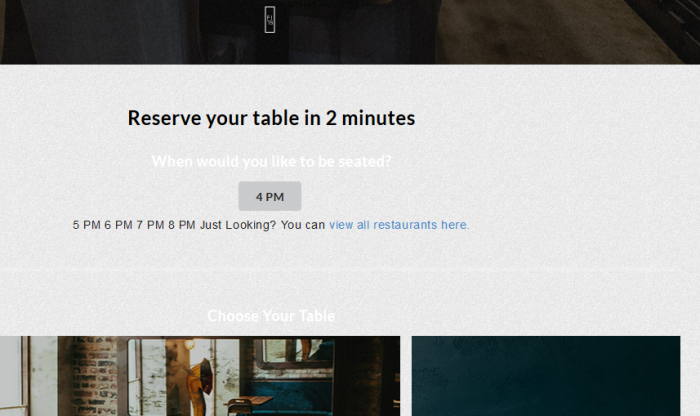 Reserve your table in 2 minutes
When would you like to be seated?
4 PM
5 PM 6 PM 7 PM 8 PM Just Looking? You can view all restaurants here.
Choose Your Table